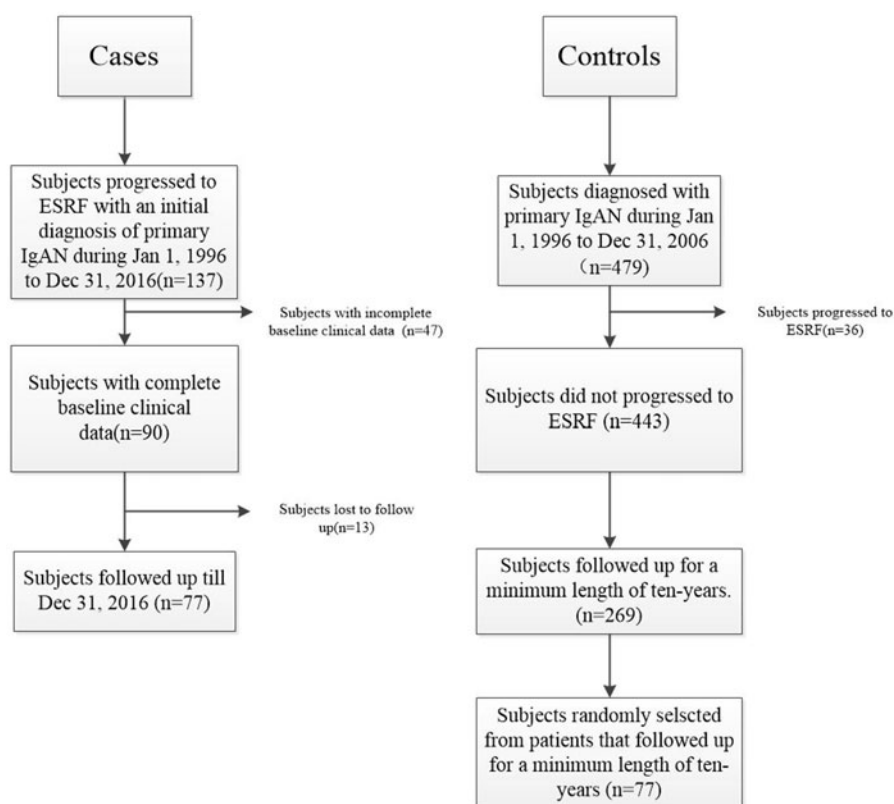 Cases
Subjects progressed to
ESRF with an initial
diagnosis of primary
IgAN during Jan 1, 1996
to Dec 31, 2016(n=137)
Subjects with incomplete
baseline clinical data (n=47)
Subjects with complete
baseline clinical
data(n=90)
Subjects lost to follow
up(n=13)
Subjects followed up till
Dec 31, 2016 (n=77)
Controls
Subjects diagnosed with
primary IgAN during Jan
1, 1996 to Dec 31, 2006
（n=479)
Subjects progressed to
ESRF(n=36)
Subjects did not progressed to
ESRF (n=443)
Subjects followed up for a
minimum length of ten-years.
(n=269)
Subjects randomly selscted
from patients that followed up
for a minimum length of ten-
years (n=77)